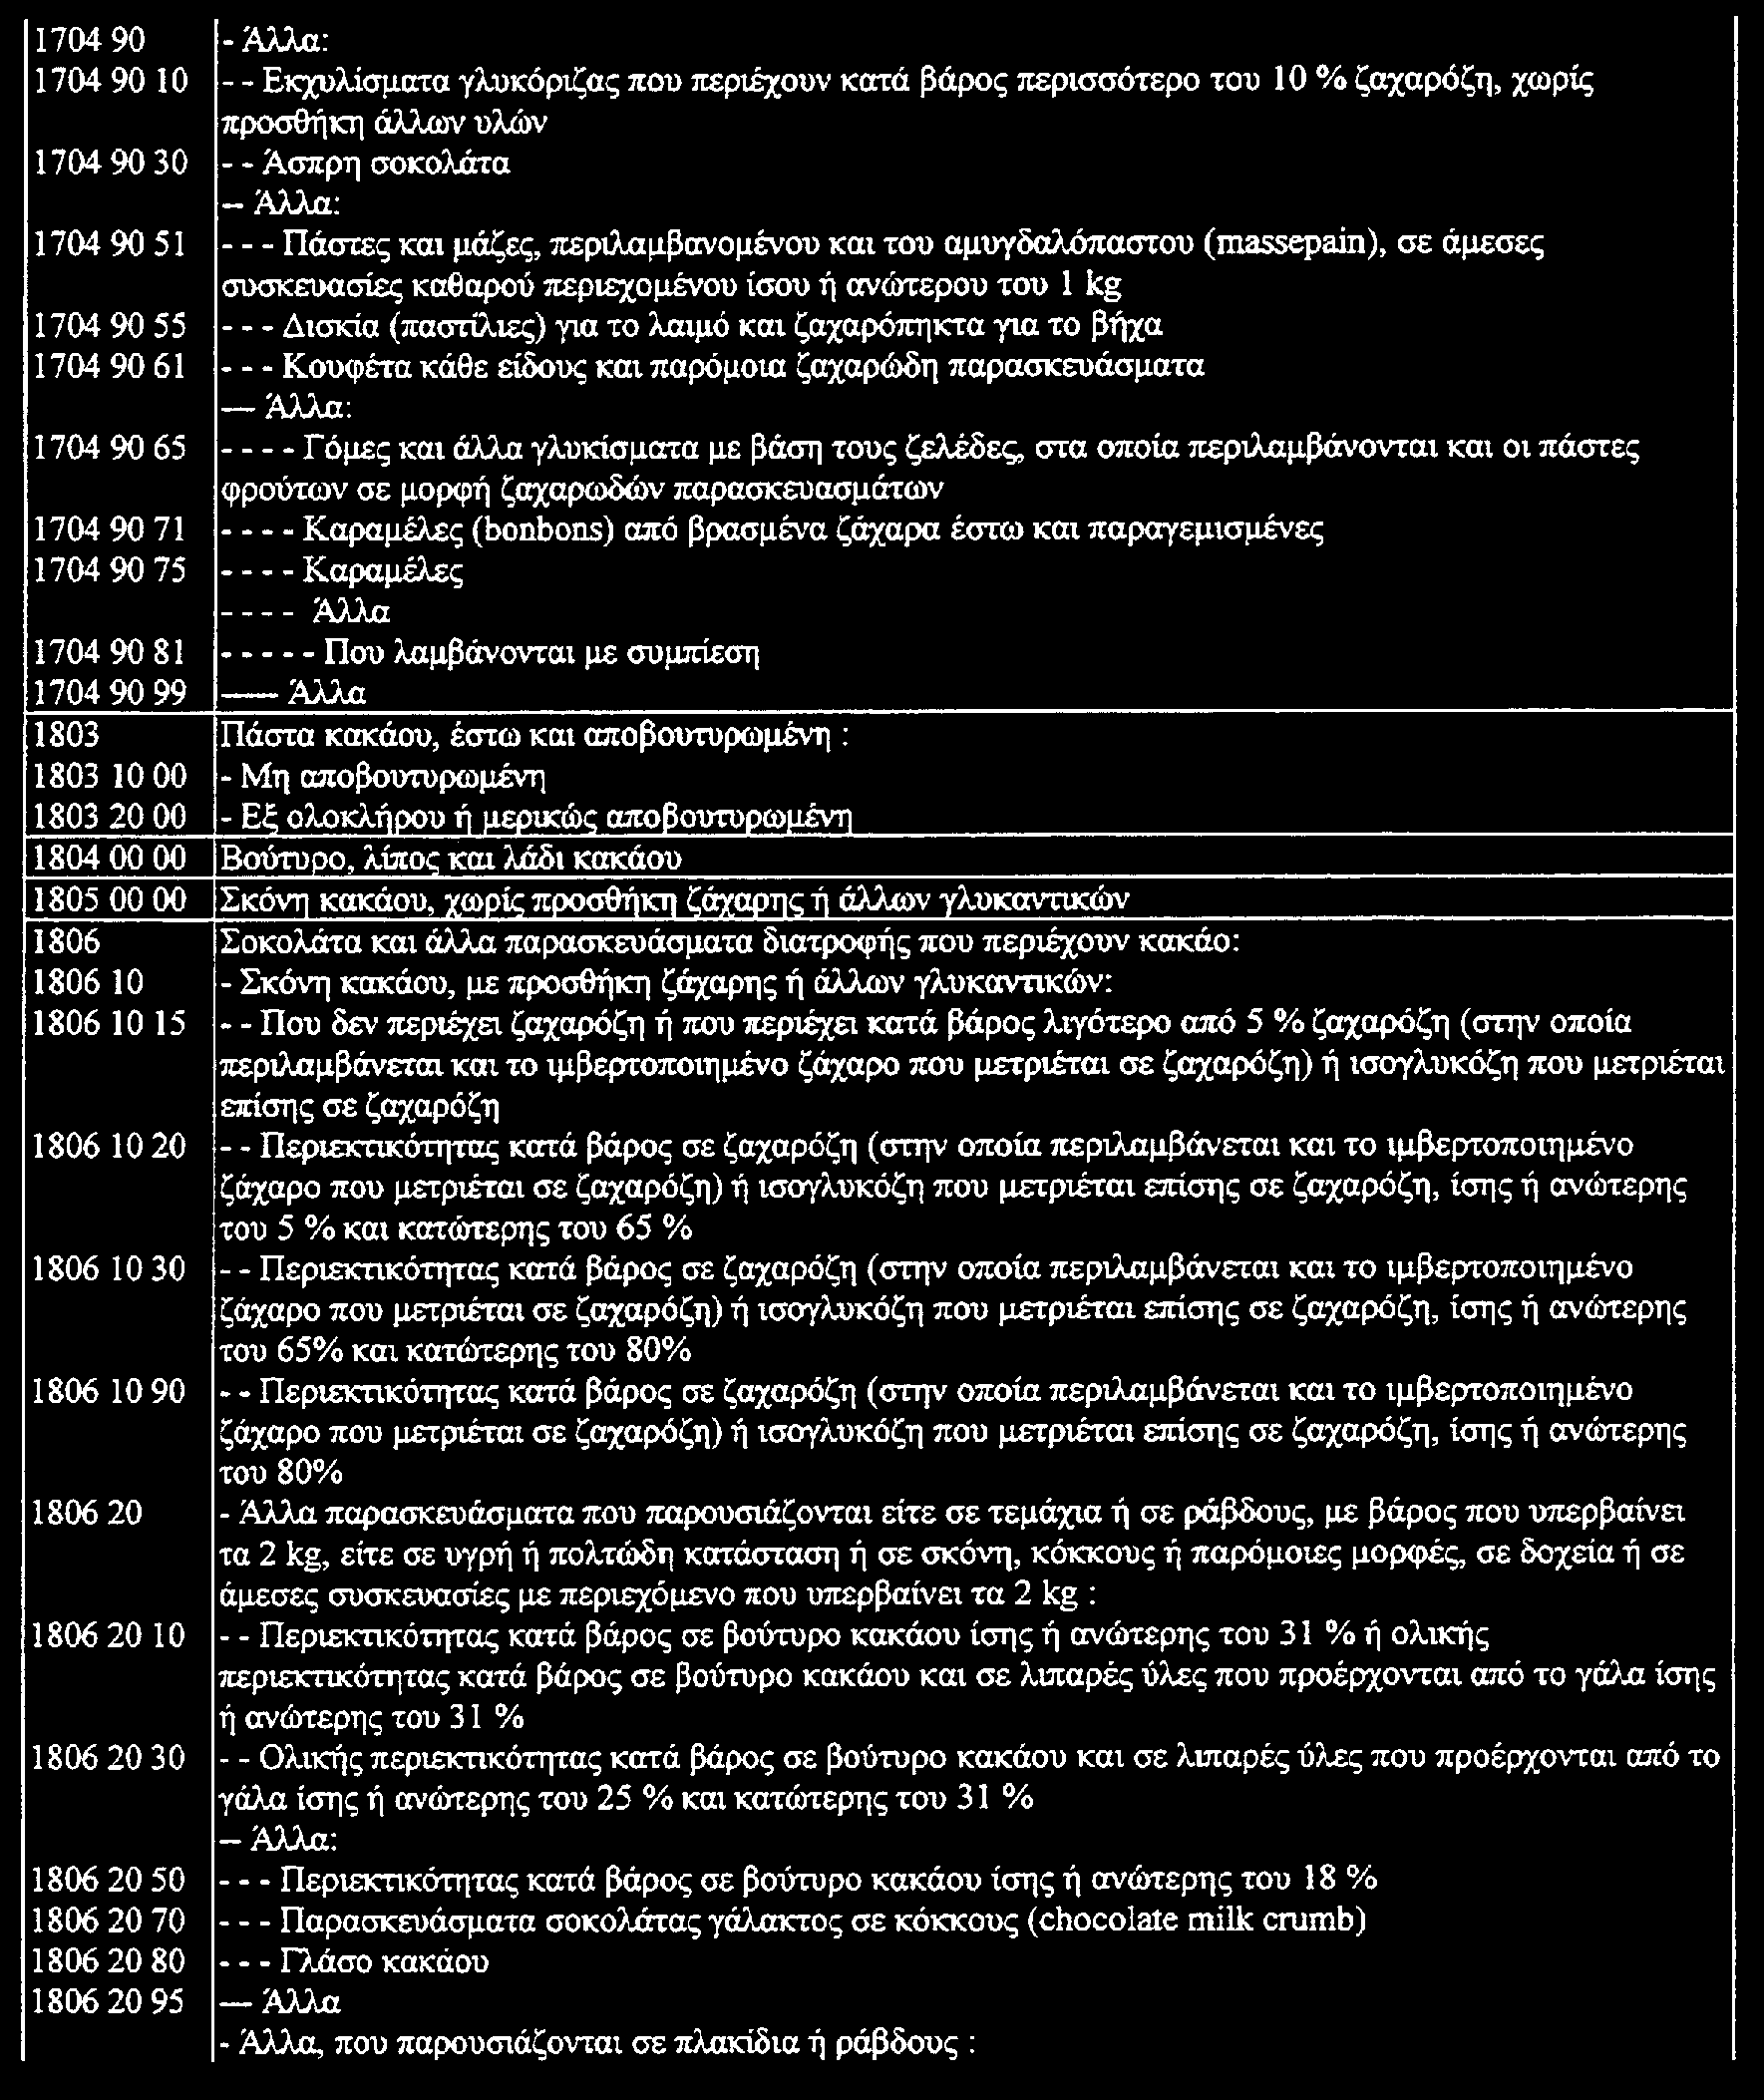 1704 90 - Άλλα:
1704 90 10 - - Εκχυλίσματα γλυκόριζας που περιέχουν κατά βάρος περισσότερο του 10 % ζαχαρόζη, χωρίς
προσθήκη άλλων υλών
1704 90 30 - - Άσπρη σοκολάτα
– Άλλα:
1704 90 51 - - - Πάστες και μάζες, περιλαμβανομένου και του αμυγδαλόπαστου (massepain), σε άμεσες
συσκευασίες καθαρού περιεχομένου ίσου ή ανώτερου του 1 kg
1704 90 55 - - - Δισκία (παστίλιες) για το λαιμό και ζαχαρόπηκτα για το βήχα
1704 90 61 - - - Κουφέτα κάθε είδους και παρόμοια ζαχαρώδη παρασκευάσματα
— Άλλα:
1704 90 65 - - - - Γόμες και άλλα γλυκίσματα με βάση τους ζελέδες, στα οποία περιλαμβάνονται και οι πάστες
φρούτων σε μορφή ζαχαρωδών παρασκευασμάτων
1704 90 71 - - - - Καραμέλες (bonbons) από βρασμένα ζάχαρα έστω και παραγεμισμένες
1704 90 75 - - - - Καραμέλες
- - - - Άλλα
1704 90 81 - - - - - Που λαμβάνονται με συμπίεση
1704 90 99 —– Άλλα
1803 Πάστα κακάου, έστω και αποβουτυρωμένη :
1803 10 00 - Μη αποβουτυρωμένη
1803 20 00 - Εξ ολοκλήρου ή μερικώς αποβουτυρωμένη
1804 00 00 Βούτυρο, λίπος και λάδι κακάου
1805 00 00 Σκόνη κακάου, χωρίς προσθήκη ζάχαρης ή άλλων γλυκαντικών
1806 Σοκολάτα και άλλα παρασκευάσματα διατροφής που περιέχουν κακάο:
1806 10 - Σκόνη κακάου, με προσθήκη ζάχαρης ή άλλων γλυκαντικών:
1806 10 15 - - Που δεν περιέχει ζαχαρόζη ή που περιέχει κατά βάρος λιγότερο από 5 % ζαχαρόζη (στην οποία
περιλαμβάνεται και το ιμβερτοποιημένο ζάχαρο που μετριέται σε ζαχαρόζη) ή ισογλυκόζη που μετριέται
επίσης σε ζαχαρόζη
1806 10 20 - - Περιεκτικότητας κατά βάρος σε ζαχαρόζη (στην οποία περιλαμβάνεται και το ιμβερτοποιημένο
ζάχαρο που μετριέται σε ζαχαρόζη) ή ισογλυκόζη που μετριέται επίσης σε ζαχαρόζη, ίσης ή ανώτερης
του 5 % και κατώτερης του 65 %
1806 10 30 - - Περιεκτικότητας κατά βάρος σε ζαχαρόζη (στην οποία περιλαμβάνεται και το ιμβερτοποιημένο
ζάχαρο που μετριέται σε ζαχαρόζη) ή ισογλυκόζη που μετριέται επίσης σε ζαχαρόζη, ίσης ή ανώτερης
του 65% και κατώτερης του 80%
1806 10 90 - - Περιεκτικότητας κατά βάρος σε ζαχαρόζη (στην οποία περιλαμβάνεται και το ιμβερτοποιημένο
ζάχαρο που μετριέται σε ζαχαρόζη) ή ισογλυκόζη που μετριέται επίσης σε ζαχαρόζη, ίσης ή ανώτερης
του 80%
1806 20 - Άλλα παρασκευάσματα που παρουσιάζονται είτε σε τεμάχια ή σε ράβδους, με βάρος που υπερβαίνει
τα 2 kg, είτε σε υγρή ή πολτώδη κατάσταση ή σε σκόνη, κόκκους ή παρόμοιες μορφές, σε δοχεία ή σε
άμεσες συσκευασίες με περιεχόμενο που υπερβαίνει τα 2 kg :
1806 20 10 - - Περιεκτικότητας κατά βάρος σε βούτυρο κακάου ίσης ή ανώτερης του 31 % ή ολικής
περιεκτικότητας κατά βάρος σε βούτυρο κακάου και σε λιπαρές ύλες που προέρχονται από το γάλα ίσης
ή ανώτερης του 31 %
1806 20 30 - - Ολικής περιεκτικότητας κατά βάρος σε βούτυρο κακάου και σε λιπαρές ύλες που προέρχονται από το
γάλα ίσης ή ανώτερης του 25 % και κατώτερης του 31 %
– Άλλα:
1806 20 50 - - - Περιεκτικότητας κατά βάρος σε βούτυρο κακάου ίσης ή ανώτερης του 18 %
1806 20 70 - - - Παρασκευάσματα σοκολάτας γάλακτος σε κόκκους (chocolate milk crumb)
1806 20 80 - - - Γλάσο κακάου
1806 20 95 — Άλλα
- Άλλα, που παρουσιάζονται σε πλακίδια ή ράβδους :